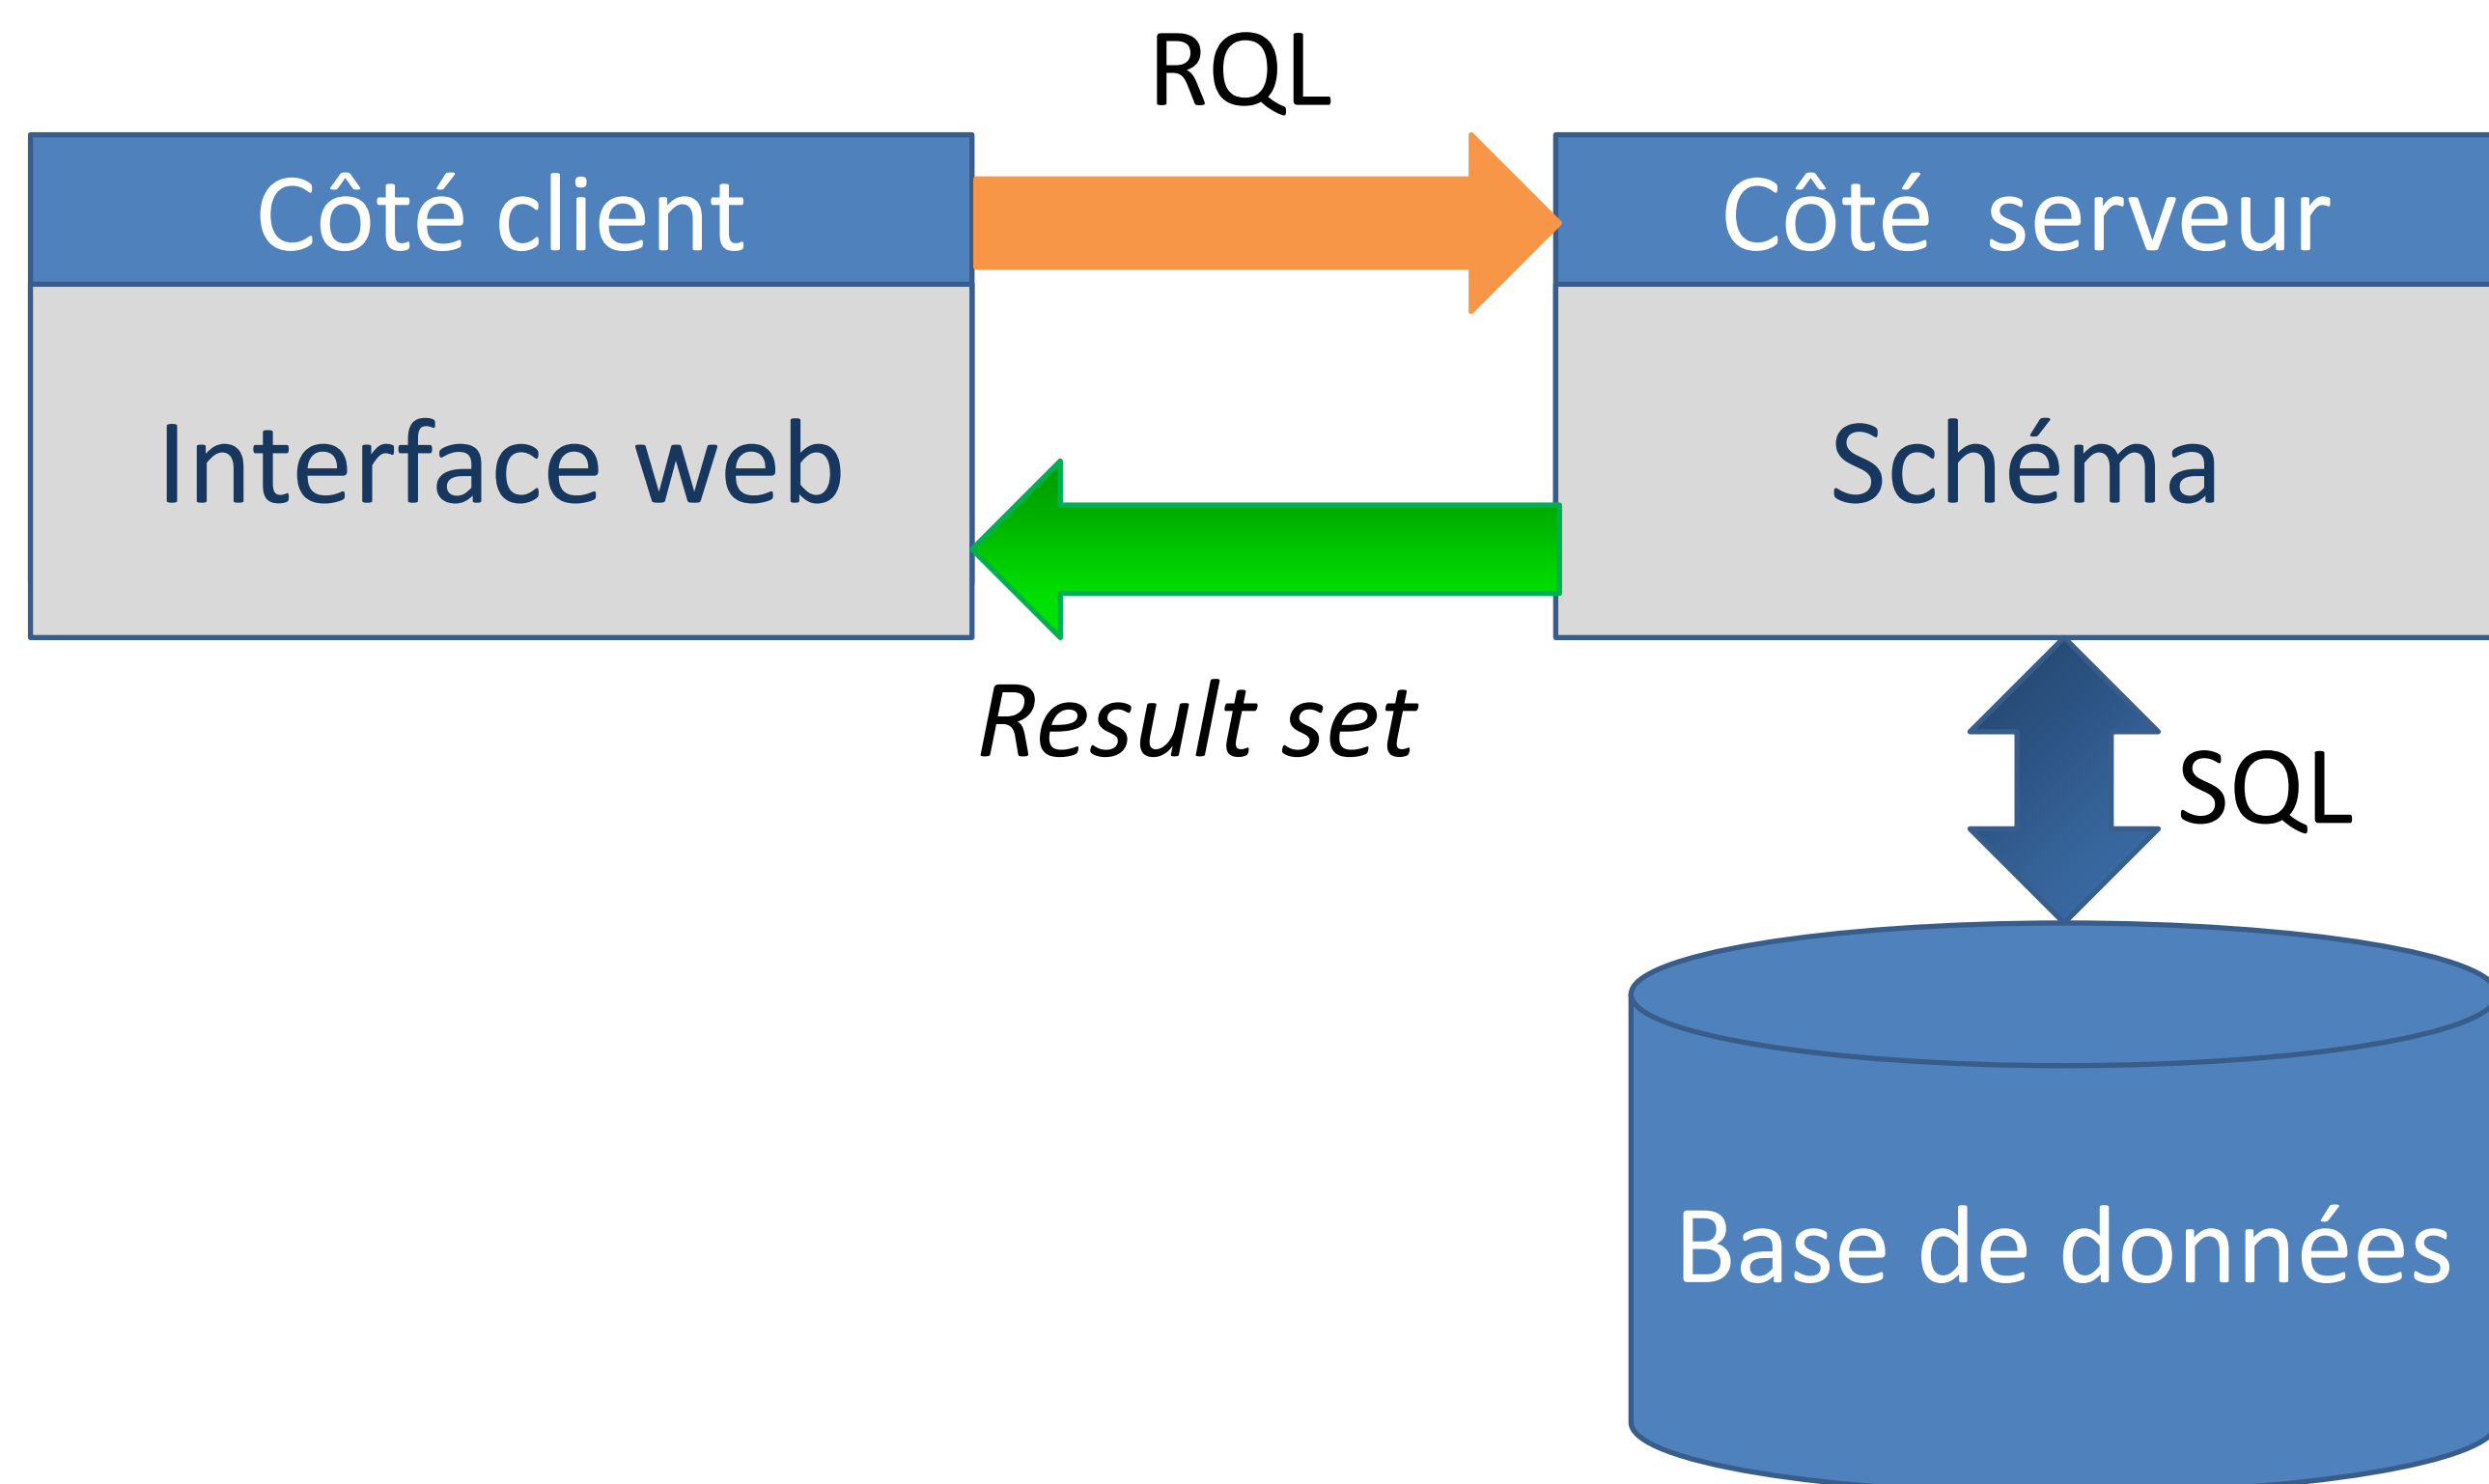 RQL
Côté client
Côté serveur
Interface web
Schéma
Result set
SQL
Base de données